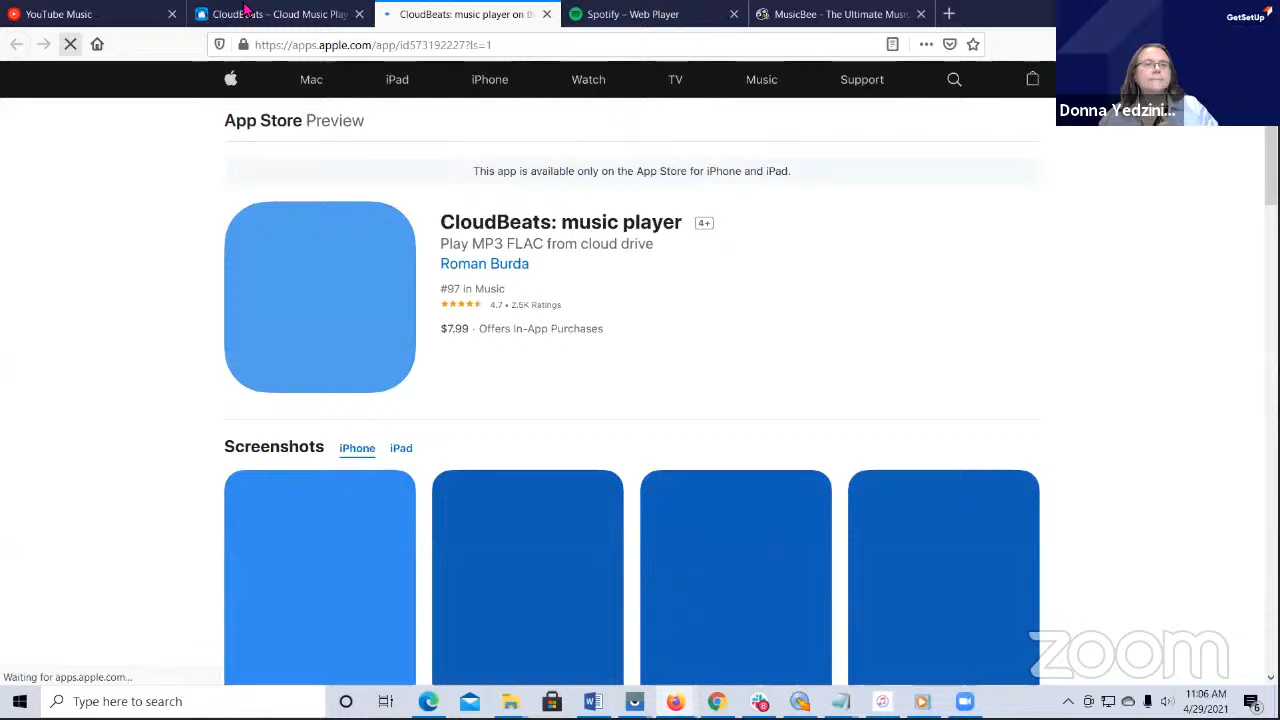 YouTube Music
CloudBeats – Cloud Music Play
CloudBeats: music player on th
Spotify – Web Player
MusicBee - The Ultimate Music
GetSetUp
https://apps.apple.com/app/id573192227?ls=1
Mac
iPad
iPhone
Watch
TV
Music
Support
Donna Yedzini...
App Store Preview
This app is available only on the App Store for iPhone and iPad.
CloudBeats: music player 4+
Play MP3 FLAC from cloud drive
Roman Burda
#97 in Music
4.7 • 2.5K Ratings
$7.99 · Offers In-App Purchases
Screenshots iPhone iPad
zoom
Waiting for apps.apple.com...
Type here to search
11:06 AM
4/29/2021